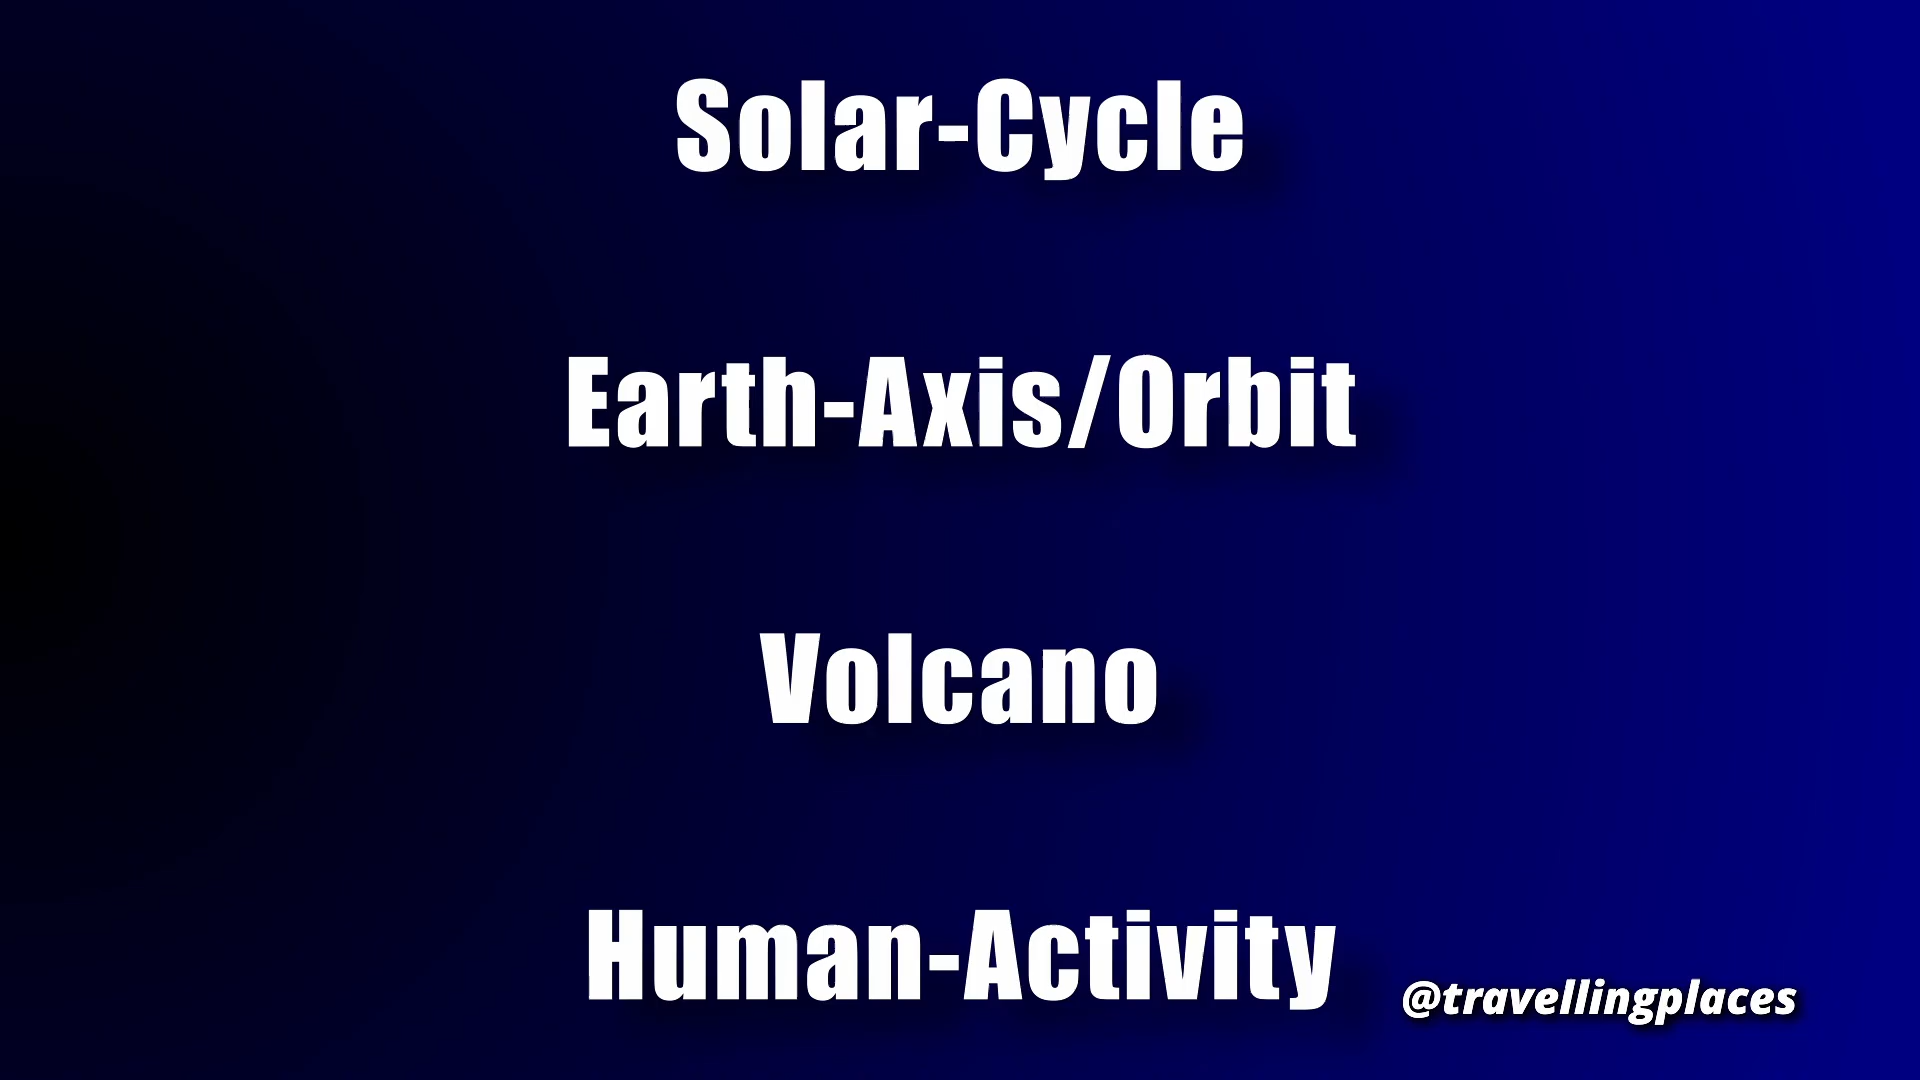 Solar-Cycle
Earth-Axis/Orbit
Volcano
Human-Activity
@travellingplaces